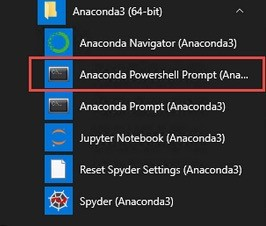 Anaconda3 (64-bit)
Anaconda Navigator (Anaconda3)
Anaconda Powershell Prompt (Ana...
Anaconda Prompt (Anaconda3)
Jupyter Notebook (Anaconda3)
Reset Spyder Settings (Anaconda3)
Spyder (Anaconda3)